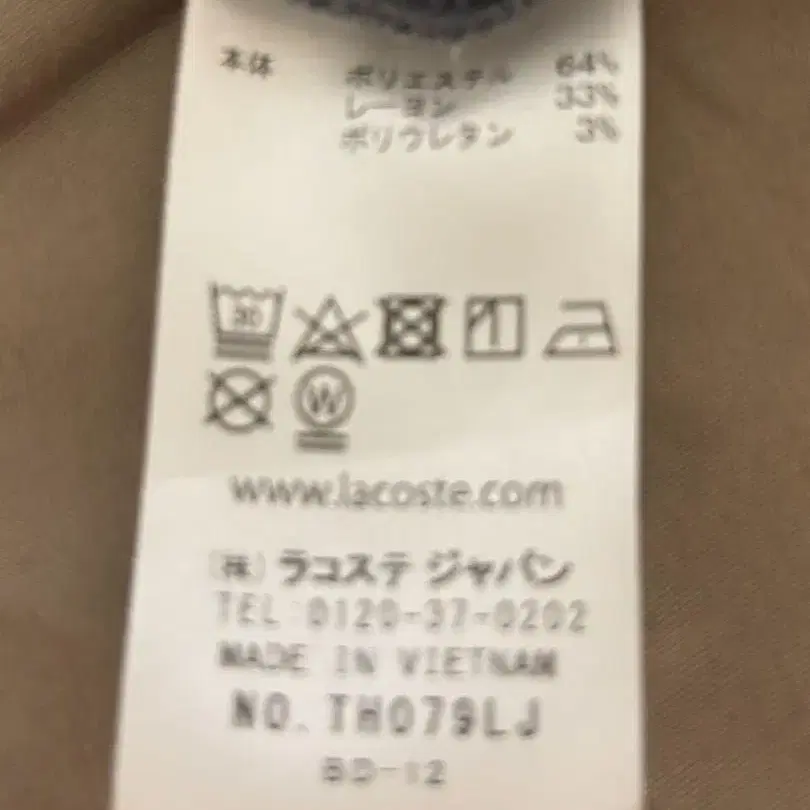 本体 ポリエステル 64%
レーヨン 33%
ポリウレタン 3%
30
W
www.lacoste.com
(株) ラコステ ジャパン
TEL:0120-37-0202
MADE IN VIETNAM
NO. TH079LJ
BD-12